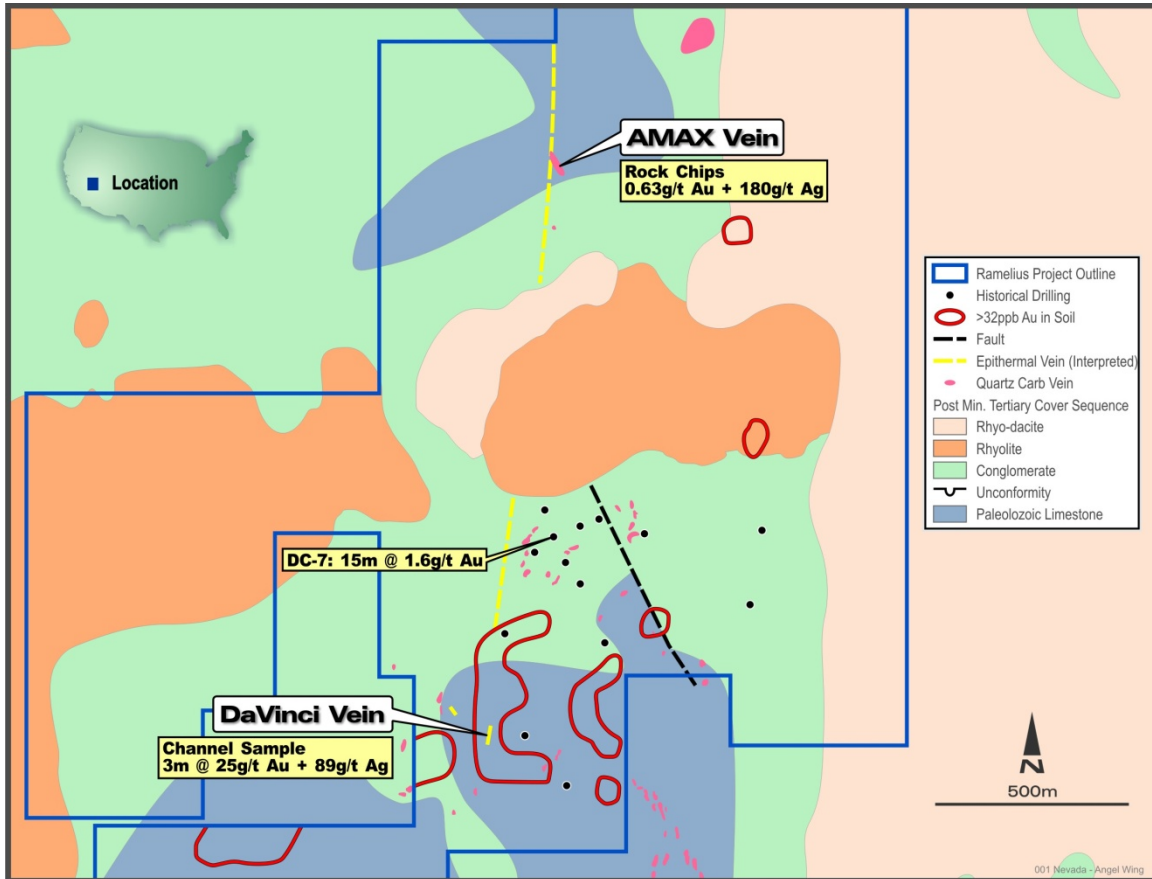 AMAX Vein
Rock Chips
0.63g/t Au + 180g/t Ag
Location
Ramelius Project Outline
Historical Drilling
>32ppb Au in Soil
Fault
Epithermal Vein (Interpreted)
Quartz Carb Vein
Post Min. Tertiary Cover Sequence
Rhyo-dacite
Rhyolite
Conglomerate
Unconformity
Paleolozoic Limestone
DC-7: 15m @ 1.6g/t Au
DaVinci Vein
Channel Sample
3m @ 25g/t Au + 89g/t Ag
N
500m
001 Nevada - Angel Wing